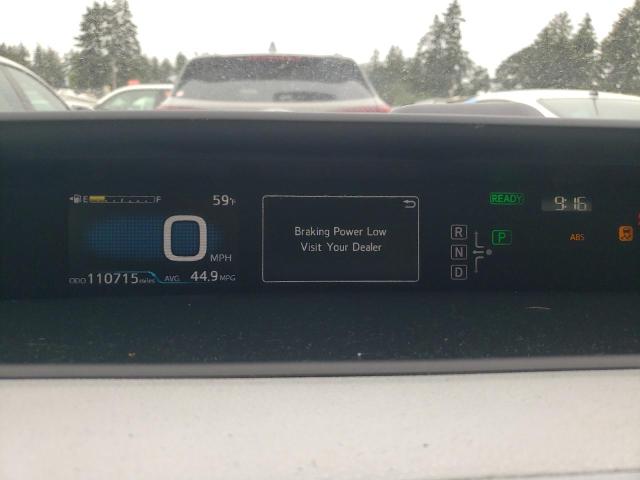 E F 59°F
0 MPH
ODO 110715 miles AVG. 44.9 MPG
Braking Power Low
Visit Your Dealer
READY 9:16
R
N
D
P
ABS